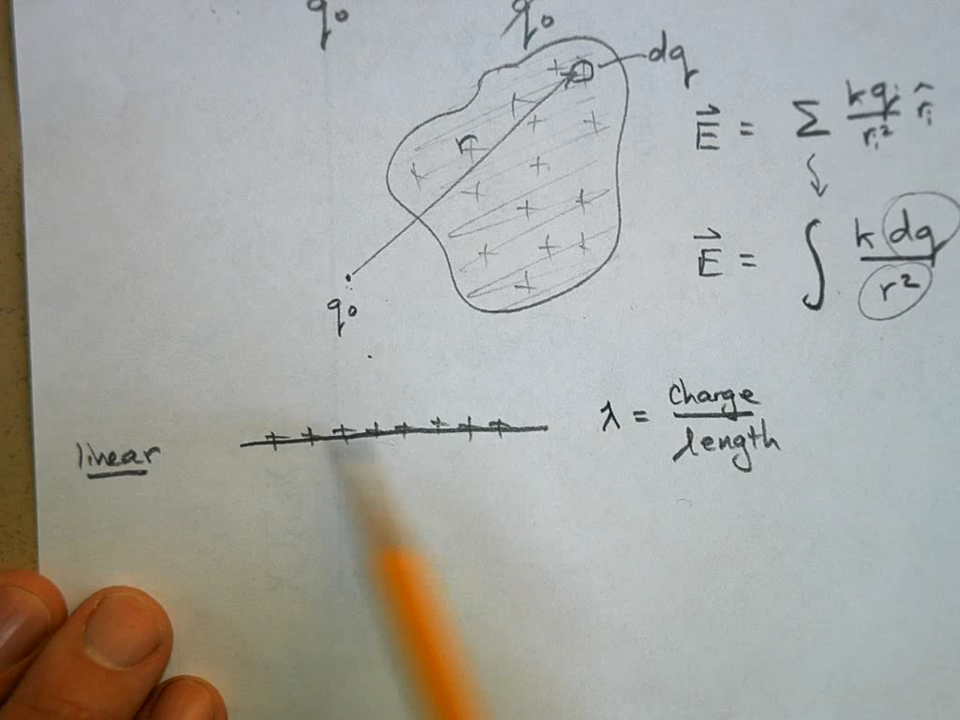 q₀ q₀
dq
r
E⃗ = Σ kqᵢ/rᵢ² r̂ᵢ
E⃗ = ∫ k dq/r²
q₀
linear
λ = charge/length